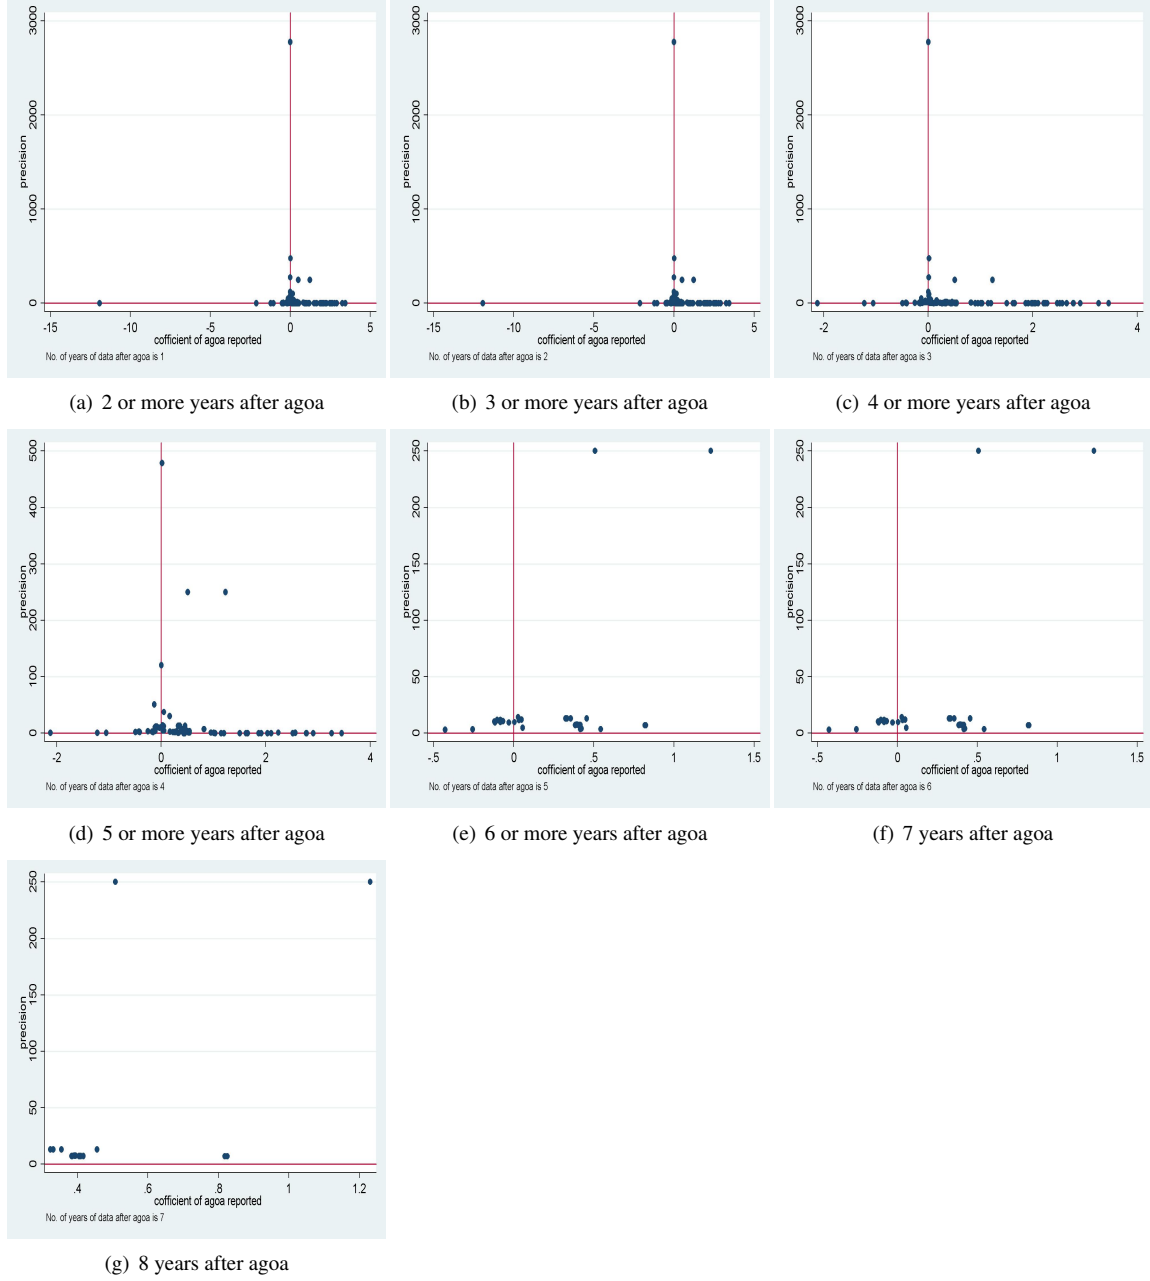 3000
2000
1000
0
precision
-15
-10
-5
0
5
cofficient of agoa reported
No. of years of data after agoa is 1
(a) 2 or more years after agoa
3000
2000
1000
0
precision
-15
-10
-5
0
5
cofficient of agoa reported
No. of years of data after agoa is 2
(b) 3 or more years after agoa
3000
2000
1000
0
precision
-2
0
2
4
cofficient of agoa reported
No. of years of data after agoa is 3
(c) 4 or more years after agoa
500
400
300
200
100
0
precision
-2
0
2
4
cofficient of agoa reported
No. of years of data after agoa is 4
(d) 5 or more years after agoa
250
200
150
100
50
0
precision
-.5
0
.5
1
1.5
cofficient of agoa reported
No. of years of data after agoa is 5
(e) 6 or more years after agoa
250
200
150
100
50
0
precision
-.5
0
.5
1
1.5
cofficient of agoa reported
No. of years of data after agoa is 6
(f) 7 years after agoa
250
200
150
100
50
0
precision
.4
.6
.8
1
1.2
cofficient of agoa reported
No. of years of data after agoa is 7
(g) 8 years after agoa